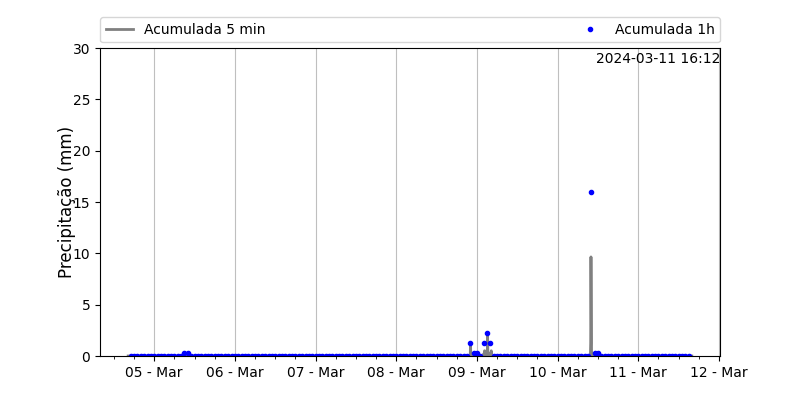 Acumulada 5 min Acumulada 1h
2024-03-11 16:12
Precipitação (mm)
30
25
20
15
10
5
0
05 - Mar 06 - Mar 07 - Mar 08 - Mar 09 - Mar 10 - Mar 11 - Mar 12 - Mar